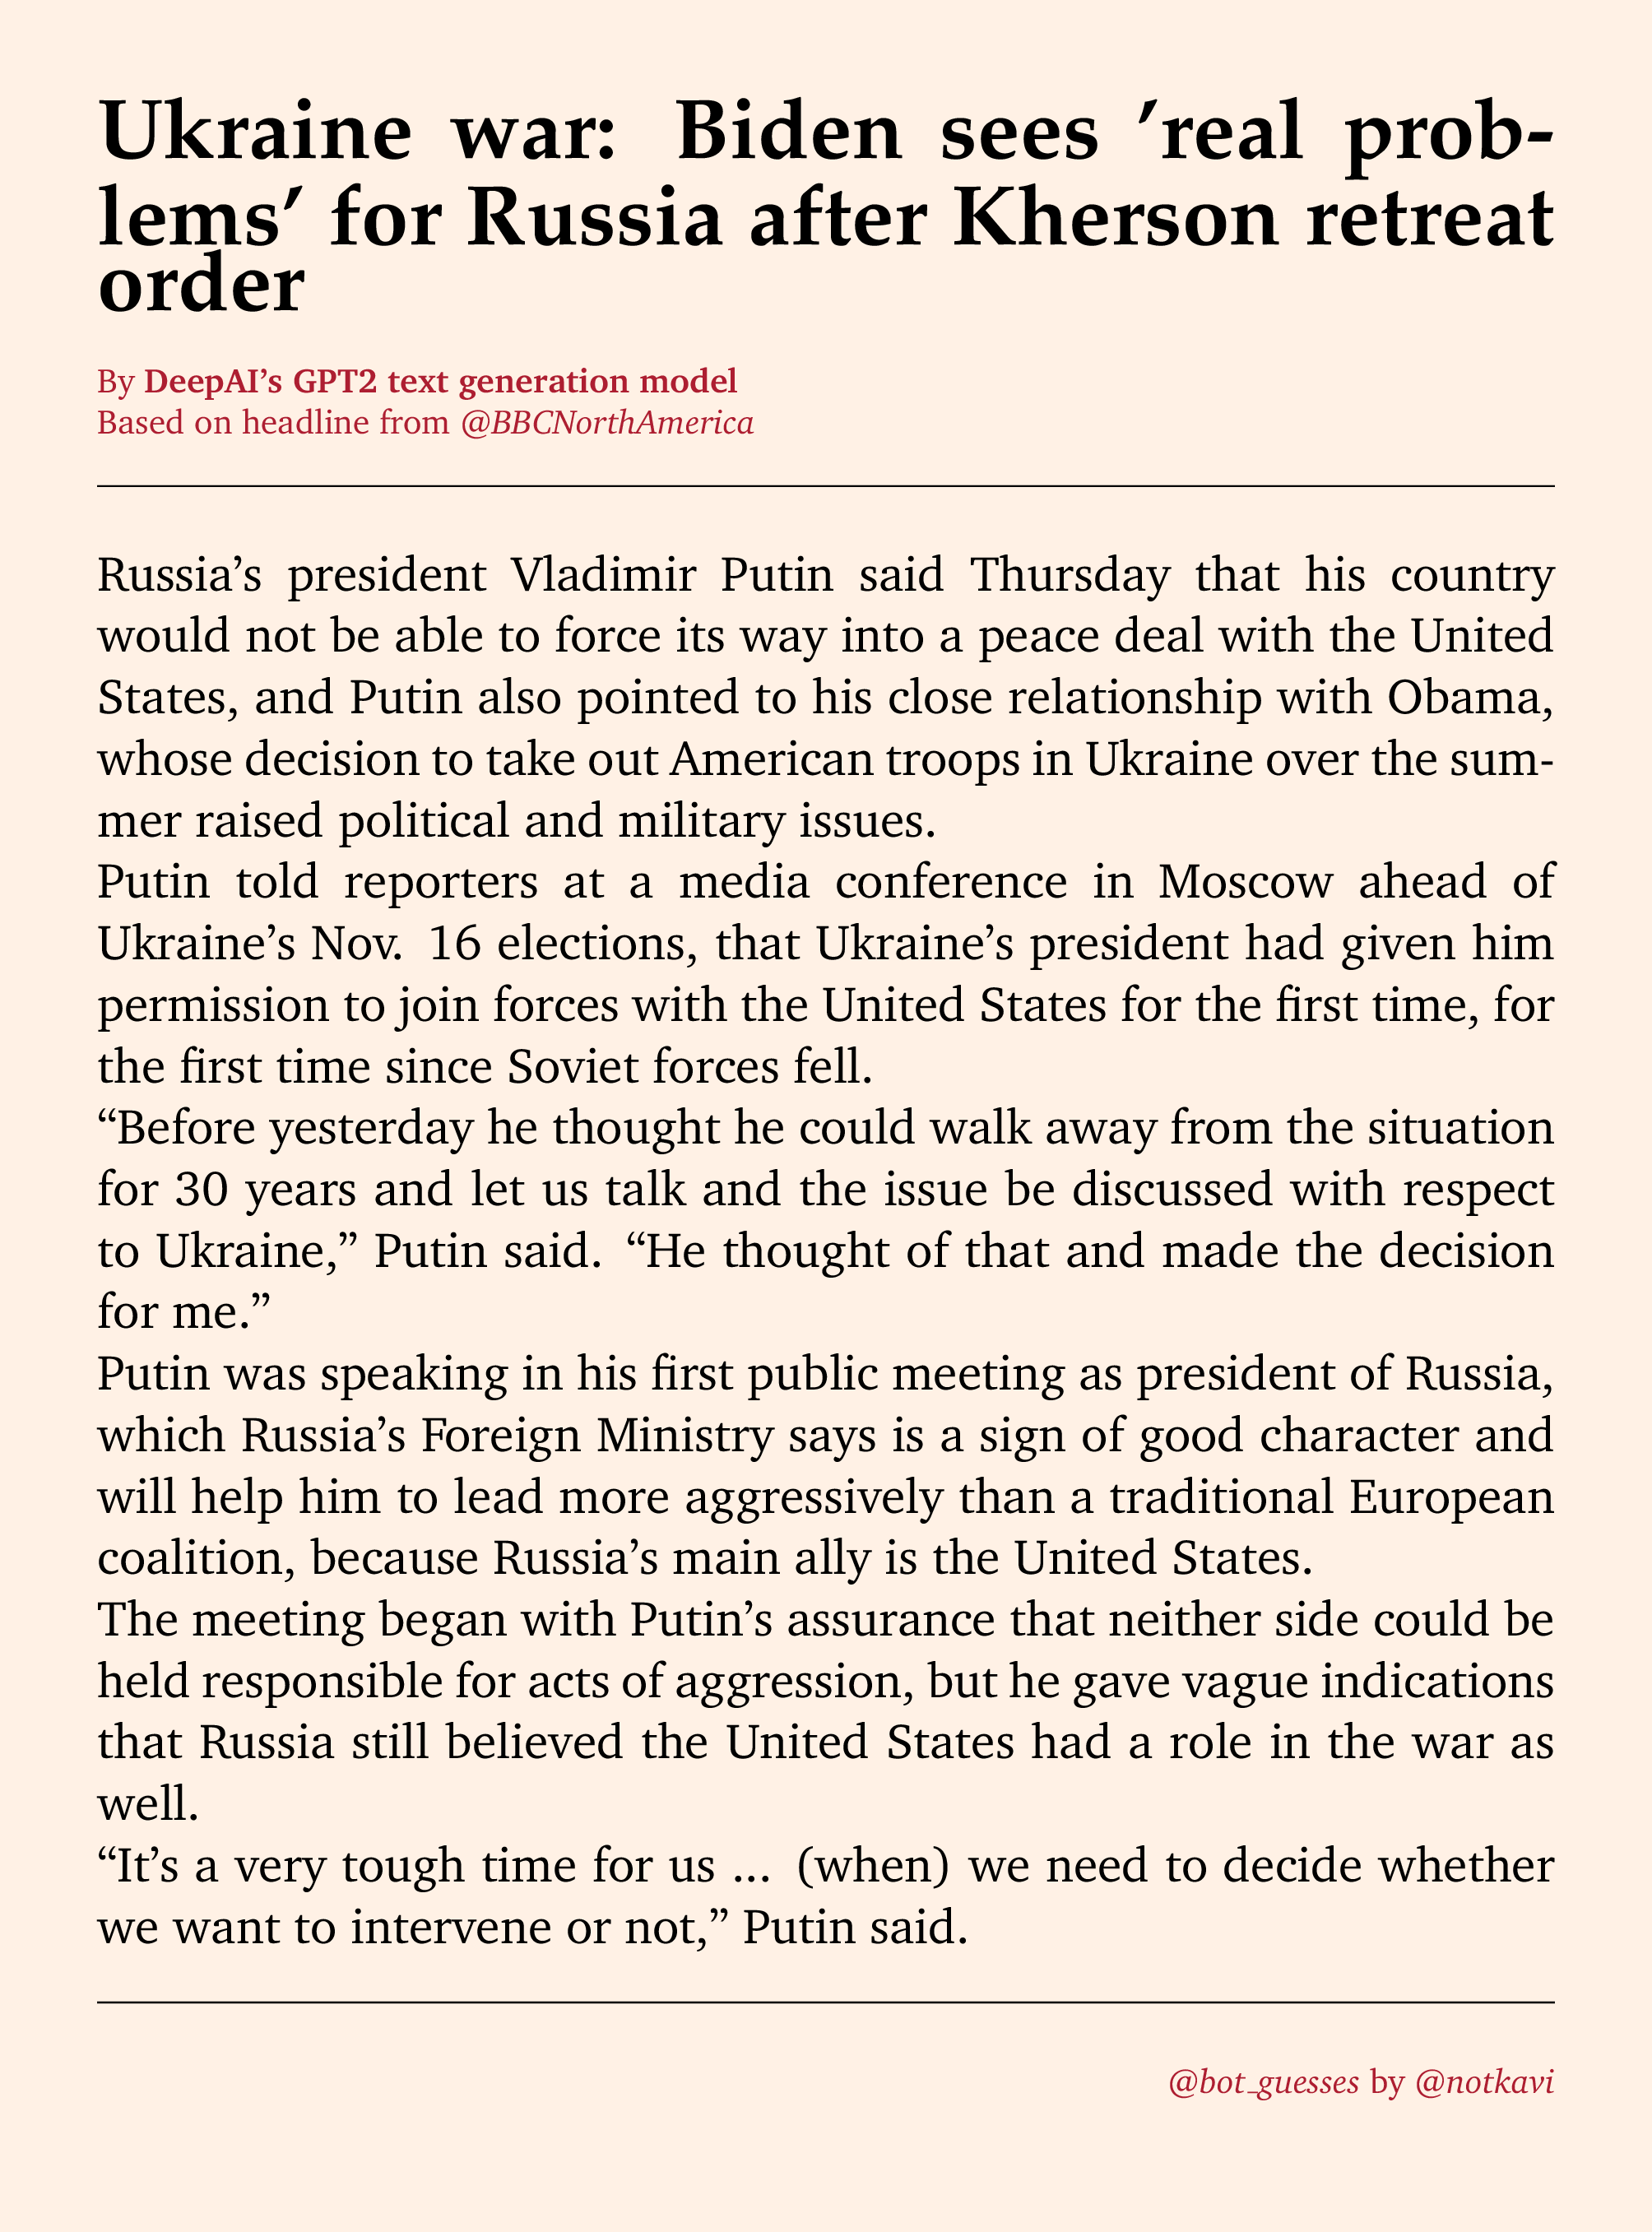 Ukraine war: Biden sees ’real prob-
lems’ for Russia after Kherson retreat
order
By DeepAI’s GPT2 text generation model
Based on headline from @BBCNorthAmerica
Russia’s president Vladimir Putin said Thursday that his country
would not be able to force its way into a peace deal with the United
States, and Putin also pointed to his close relationship with Obama,
whose decision to take out American troops in Ukraine over the sum-
mer raised political and military issues.
Putin told reporters at a media conference in Moscow ahead of
Ukraine’s Nov. 16 elections, that Ukraine’s president had given him
permission to join forces with the United States for the first time, for
the first time since Soviet forces fell.
“Before yesterday he thought he could walk away from the situation
for 30 years and let us talk and the issue be discussed with respect
to Ukraine,” Putin said. “He thought of that and made the decision
for me.”
Putin was speaking in his first public meeting as president of Russia,
which Russia’s Foreign Ministry says is a sign of good character and
will help him to lead more aggressively than a traditional European
coalition, because Russia’s main ally is the United States.
The meeting began with Putin’s assurance that neither side could be
held responsible for acts of aggression, but he gave vague indications
that Russia still believed the United States had a role in the war as
well.
“It’s a very tough time for us ... (when) we need to decide whether
we want to intervene or not,” Putin said.
@bot_guesses by @notkavi